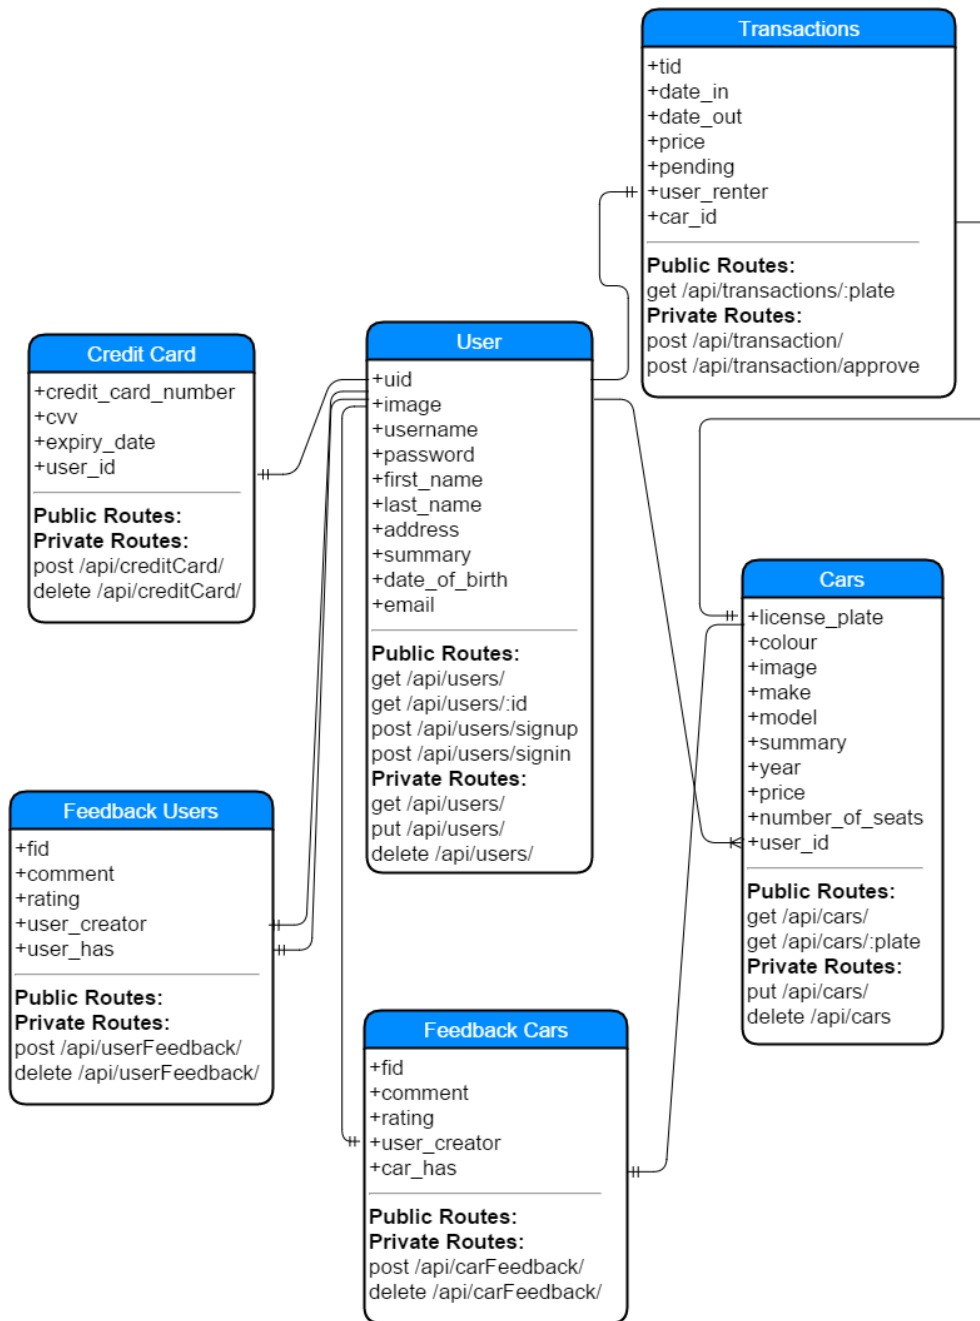 Transactions
+tid
+date_in
+date_out
+price
+pending
+user_renter
+car_id
Public Routes:
get /api/transactions/:plate
Private Routes:
post /api/transaction/
post /api/transaction/approve
Credit Card
+credit_card_number
+cvv
+expiry_date
+user_id
Public Routes:
Private Routes:
post /api/creditCard/
delete /api/creditCard/
User
+uid
+image
+username
+password
+first_name
+last_name
+address
+summary
+date_of_birth
+email
Public Routes:
get /api/users/
get /api/users/:id
post /api/users/signup
post /api/users/signin
Private Routes:
get /api/users/
put /api/users/
delete /api/users/
Cars
+license_plate
+colour
+image
+make
+model
+summary
+year
+price
+number_of_seats
+user_id
Public Routes:
get /api/cars/
get /api/cars/:plate
Private Routes:
put /api/cars/
delete /api/cars
Feedback Users
+fid
+comment
+rating
+user_creator
+user_has
Public Routes:
Private Routes:
post /api/userFeedback/
delete /api/userFeedback/
Feedback Cars
+fid
+comment
+rating
+user_creator
+car_has
Public Routes:
Private Routes:
post /api/carFeedback/
delete /api/carFeedback/